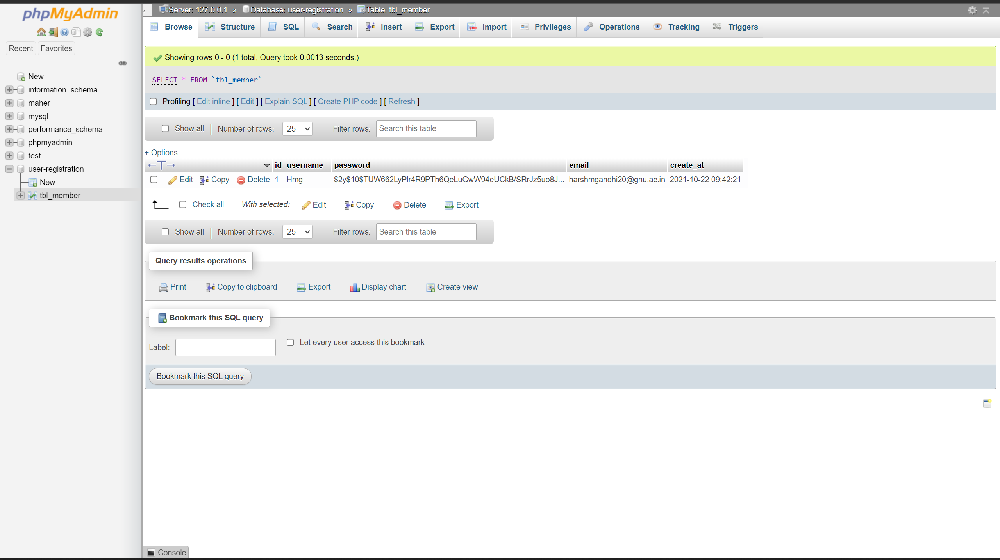 phpMyAdmin
Recent Favorites
New
information_schema
maher
mysql
performance_schema
phpmyadmin
test
user-registration
New
tbl_member
Server: 127.0.0.1 » Database: user-registration » Table: tbl_member
Browse Structure SQL Search Insert Export Import Privileges Operations Tracking Triggers
Showing rows 0 - 0 (1 total, Query took 0.0013 seconds.)
SELECT * FROM `tbl_member`
Profiling [ Edit inline ] [ Edit ] [ Explain SQL ] [ Create PHP code ] [ Refresh ]
Show all Number of rows: 25 Filter rows: Search this table
+ Options
id username password email create_at
Edit Copy Delete 1 Hmg $2y$10$TUW662LyPlr4R9PTh6QeLuGwW94eUCkB/SRrJz5uo8J... harshmgandhi20@gnu.ac.in 2021-10-22 09:42:21
Check all With selected: Edit Copy Delete Export
Show all Number of rows: 25 Filter rows: Search this table
Query results operations
Print Copy to clipboard Export Display chart Create view
Bookmark this SQL query
Label: Let every user access this bookmark
Bookmark this SQL query
Console